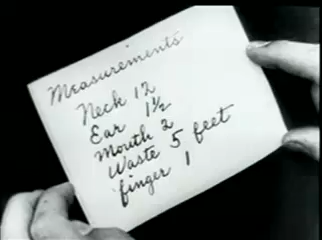 Measurements
Neck 12
Ear 1½
Mouth 2
Waste 5 feet
finger 1